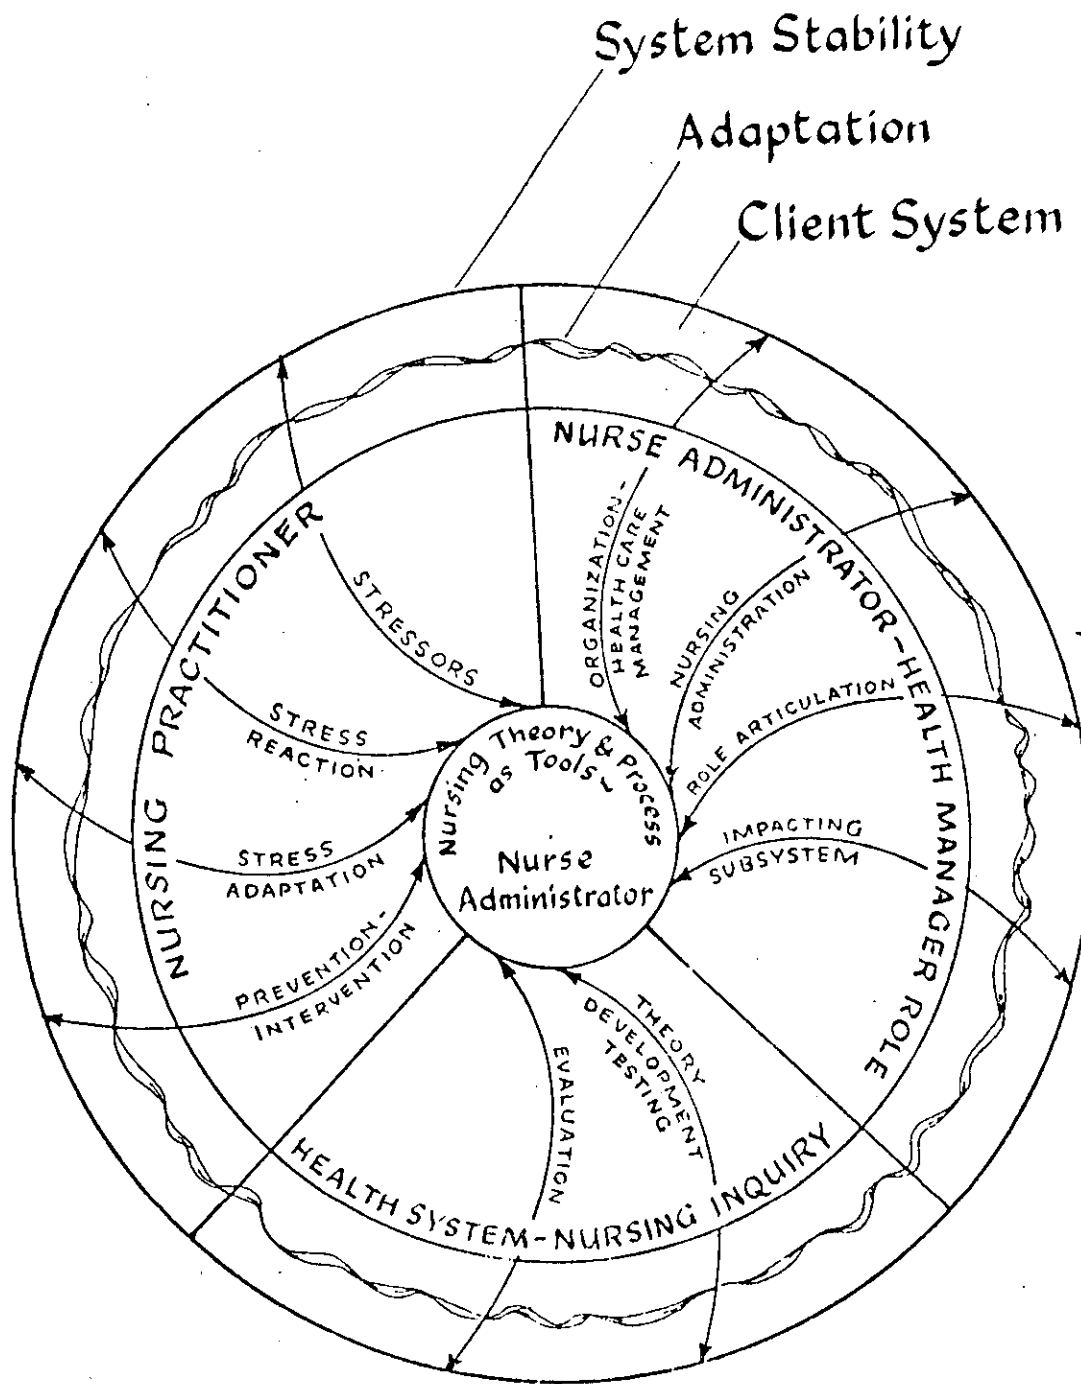 System Stability
Adaptation
Client System
NURSING PRACTITIONER
STRESSORS
STRESS
REACTION
STRESS
ADAPTATION
PREVENTION-
INTERVENTION
NURSE ADMINISTRATOR-HEALTH MANAGER ROLE
ORGANIZATION-
HEALTH CARE
MANAGEMENT
NURSING
ADMINISTRATION
ROLE ARTICULATION
IMPACTING
SUBSYSTEM
Nursing Theory & Process
as Tools~
Nurse
Administrator
HEALTH SYSTEM-NURSING INQUIRY
EVALUATION
THEORY
DEVELOPMENT
TESTING